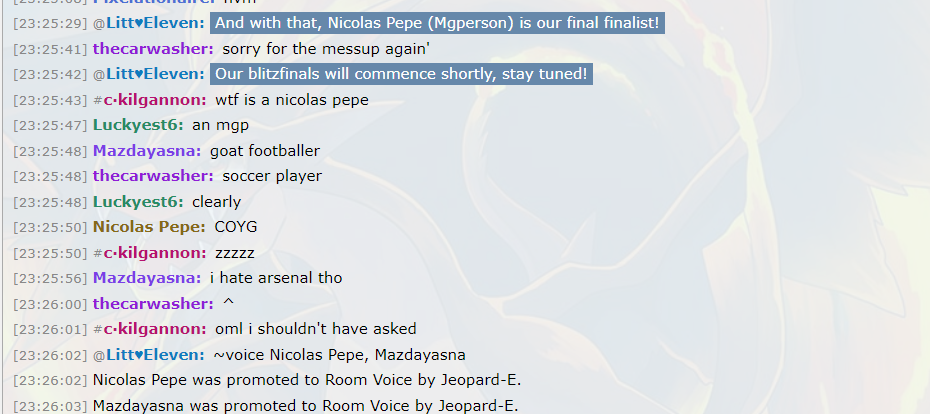 [23:25:29] @Litt♥Eleven: And with that, Nicolas Pepe (Mgperson) is our final finalist!
[23:25:41] thecarwasher: sorry for the messup again'
[23:25:42] @Litt♥Eleven: Our blitzfinals will commence shortly, stay tuned!
[23:25:43] #c·kilgannon: wtf is a nicolas pepe
[23:25:47] Luckyest6: an mgp
[23:25:48] Mazdayasna: goat footballer
[23:25:48] thecarwasher: soccer player
[23:25:48] Luckyest6: clearly
[23:25:50] Nicolas Pepe: COYG
[23:25:50] #c·kilgannon: zzzzz
[23:25:56] Mazdayasna: i hate arsenal tho
[23:26:00] thecarwasher: ^
[23:26:01] #c·kilgannon: oml i shouldn't have asked
[23:26:02] @Litt♥Eleven: ~voice Nicolas Pepe, Mazdayasna
[23:26:02] Nicolas Pepe was promoted to Room Voice by Jeopard-E.
[23:26:03] Mazdayasna was promoted to Room Voice by Jeopard-E.